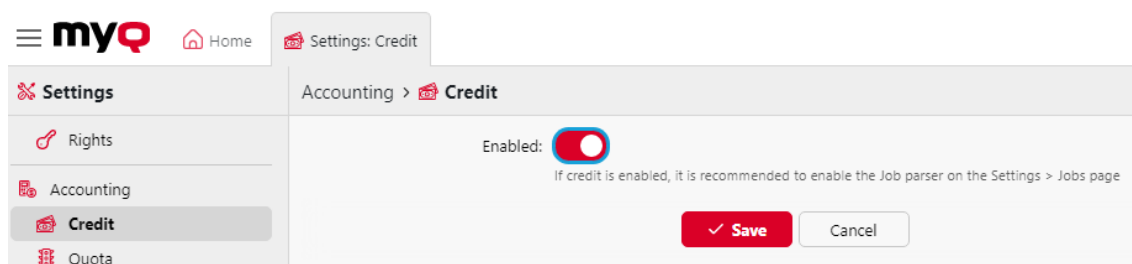 myQ Home Settings: Credit
Settings Accounting > Credit
Rights
Enabled:
If credit is enabled, it is recommended to enable the Job parser on the Settings > Jobs page
Accounting
Credit
Save Cancel
Quota